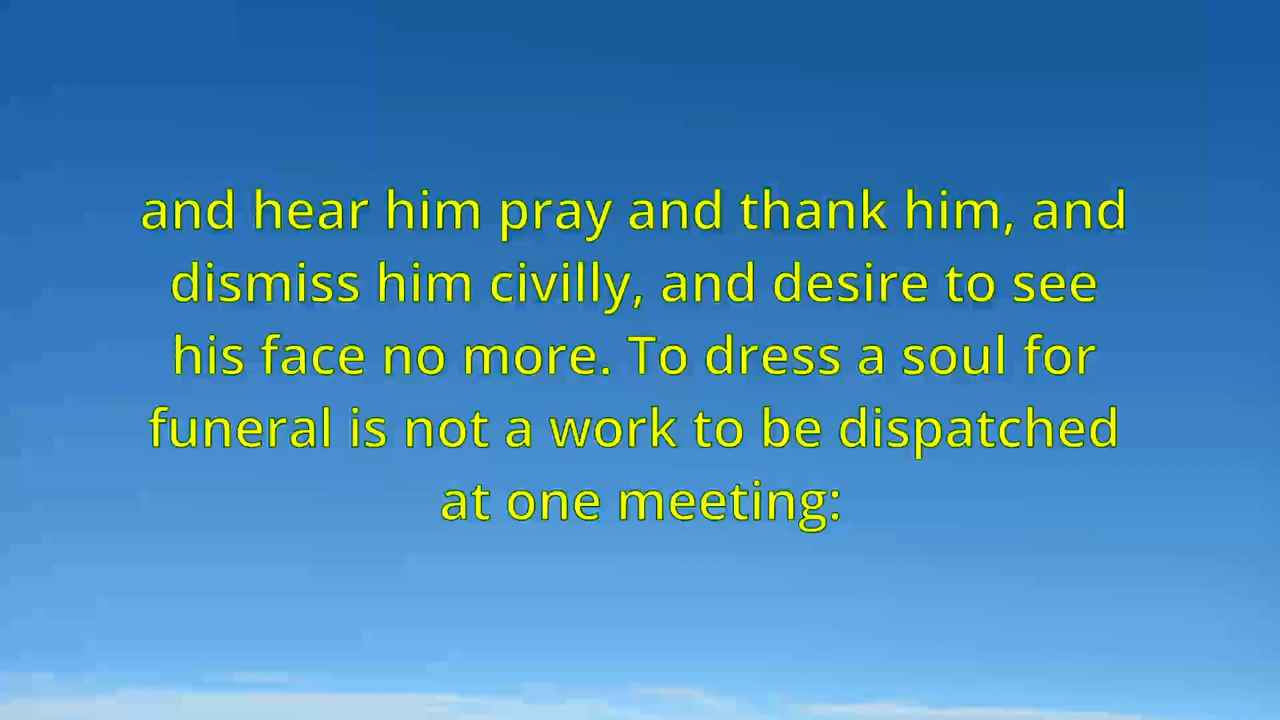 and hear him pray and thank him, and
dismiss him civilly, and desire to see
his face no more. To dress a soul for
funeral is not a work to be dispatched
at one meeting: